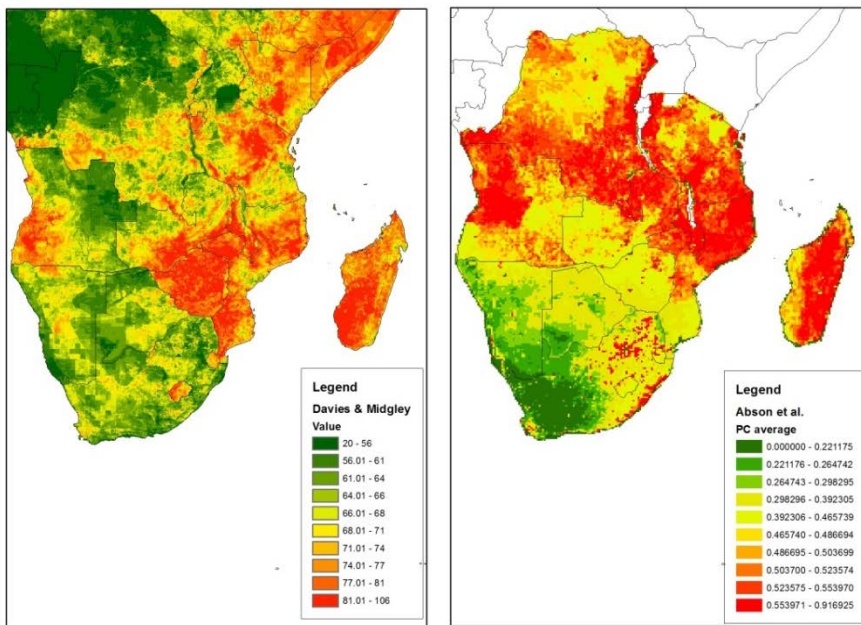 Legend
Davies & Midgley
Value
20 - 56
56.01 - 61
61.01 - 64
64.01 - 66
66.01 - 68
68.01 - 71
71.01 - 74
74.01 - 77
77.01 - 81
81.01 - 106
Legend
Abson et al.
PC average
0.000000 - 0.221175
0.221176 - 0.264742
0.264743 - 0.298295
0.298296 - 0.392305
0.392306 - 0.465739
0.465740 - 0.486694
0.486695 - 0.503699
0.503700 - 0.523574
0.523575 - 0.553970
0.553971 - 0.916925